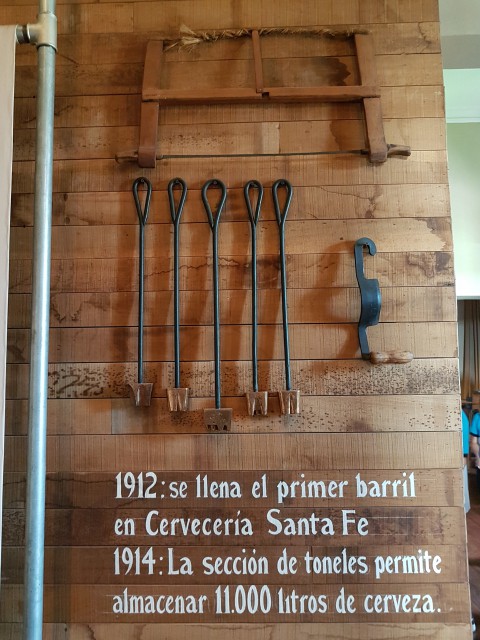 1912: se llena el primer barril
en Cervecería Santa Fe
1914: La sección de toneles permite
almacenar 11.000 litros de cerveza.